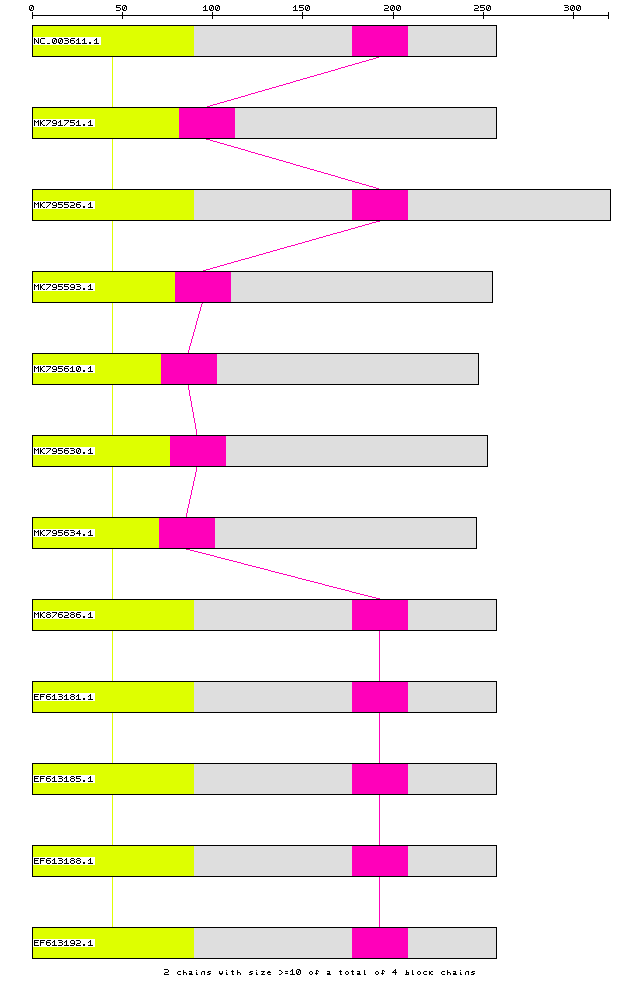 0 50 100 150 200 250 300
NC_003611.1
MK791751.1
MK795526.1
MK795593.1
MK795610.1
MK795630.1
MK795634.1
MK876286.1
EF613181.1
EF613185.1
EF613188.1
EF613192.1
2 chains with size >=10 of a total of 4 block chains